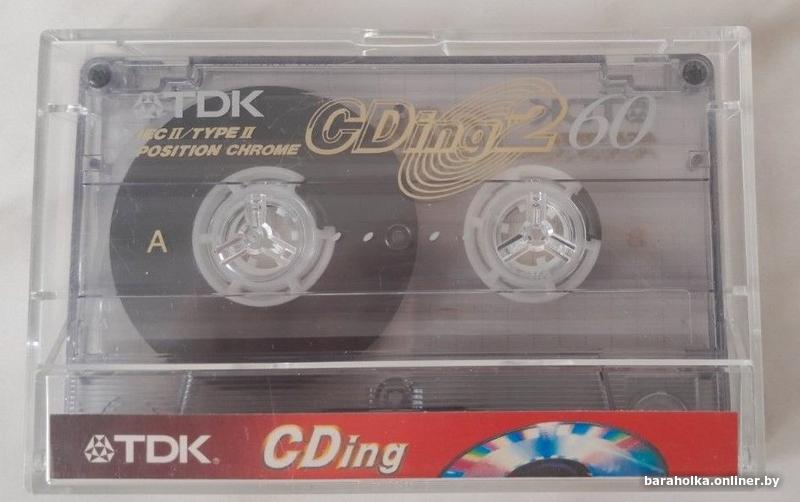 TDK
IEC II/TYPE II
POSITION CHROME
CDing2 60
A
TDK.
CDing
baraholka.onliner.by